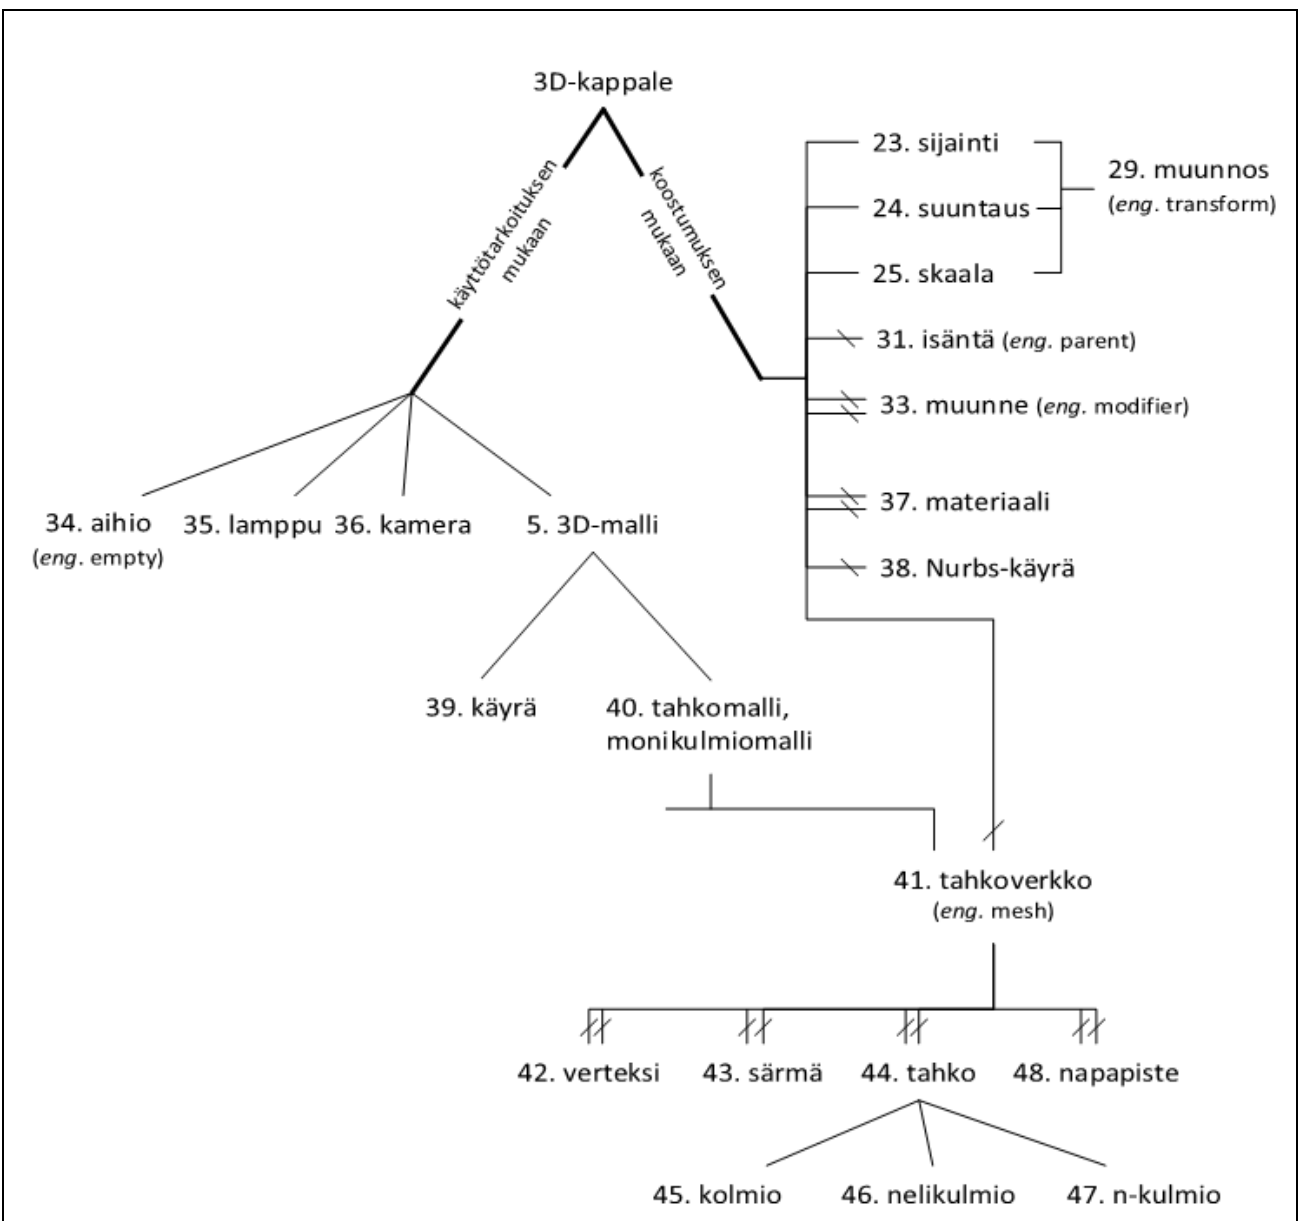 3D-kappale
käyttötarkoituksen
mukaan
koostumuksen
mukaan
23. sijainti
24. suuntaus
25. skaala
29. muunnos
(eng. transform)
31. isäntä (eng. parent)
33. muunne (eng. modifier)
37. materiaali
38. Nurbs-käyrä
34. aihio
(eng. empty)
35. lamppu
36. kamera
5. 3D-malli
39. käyrä
40. tahkomalli,
monikulmiomalli
41. tahkoverkko
(eng. mesh)
42. verteksi
43. särmä
44. tahko
48. napapiste
45. kolmio
46. nelikulmio
47. n-kulmio